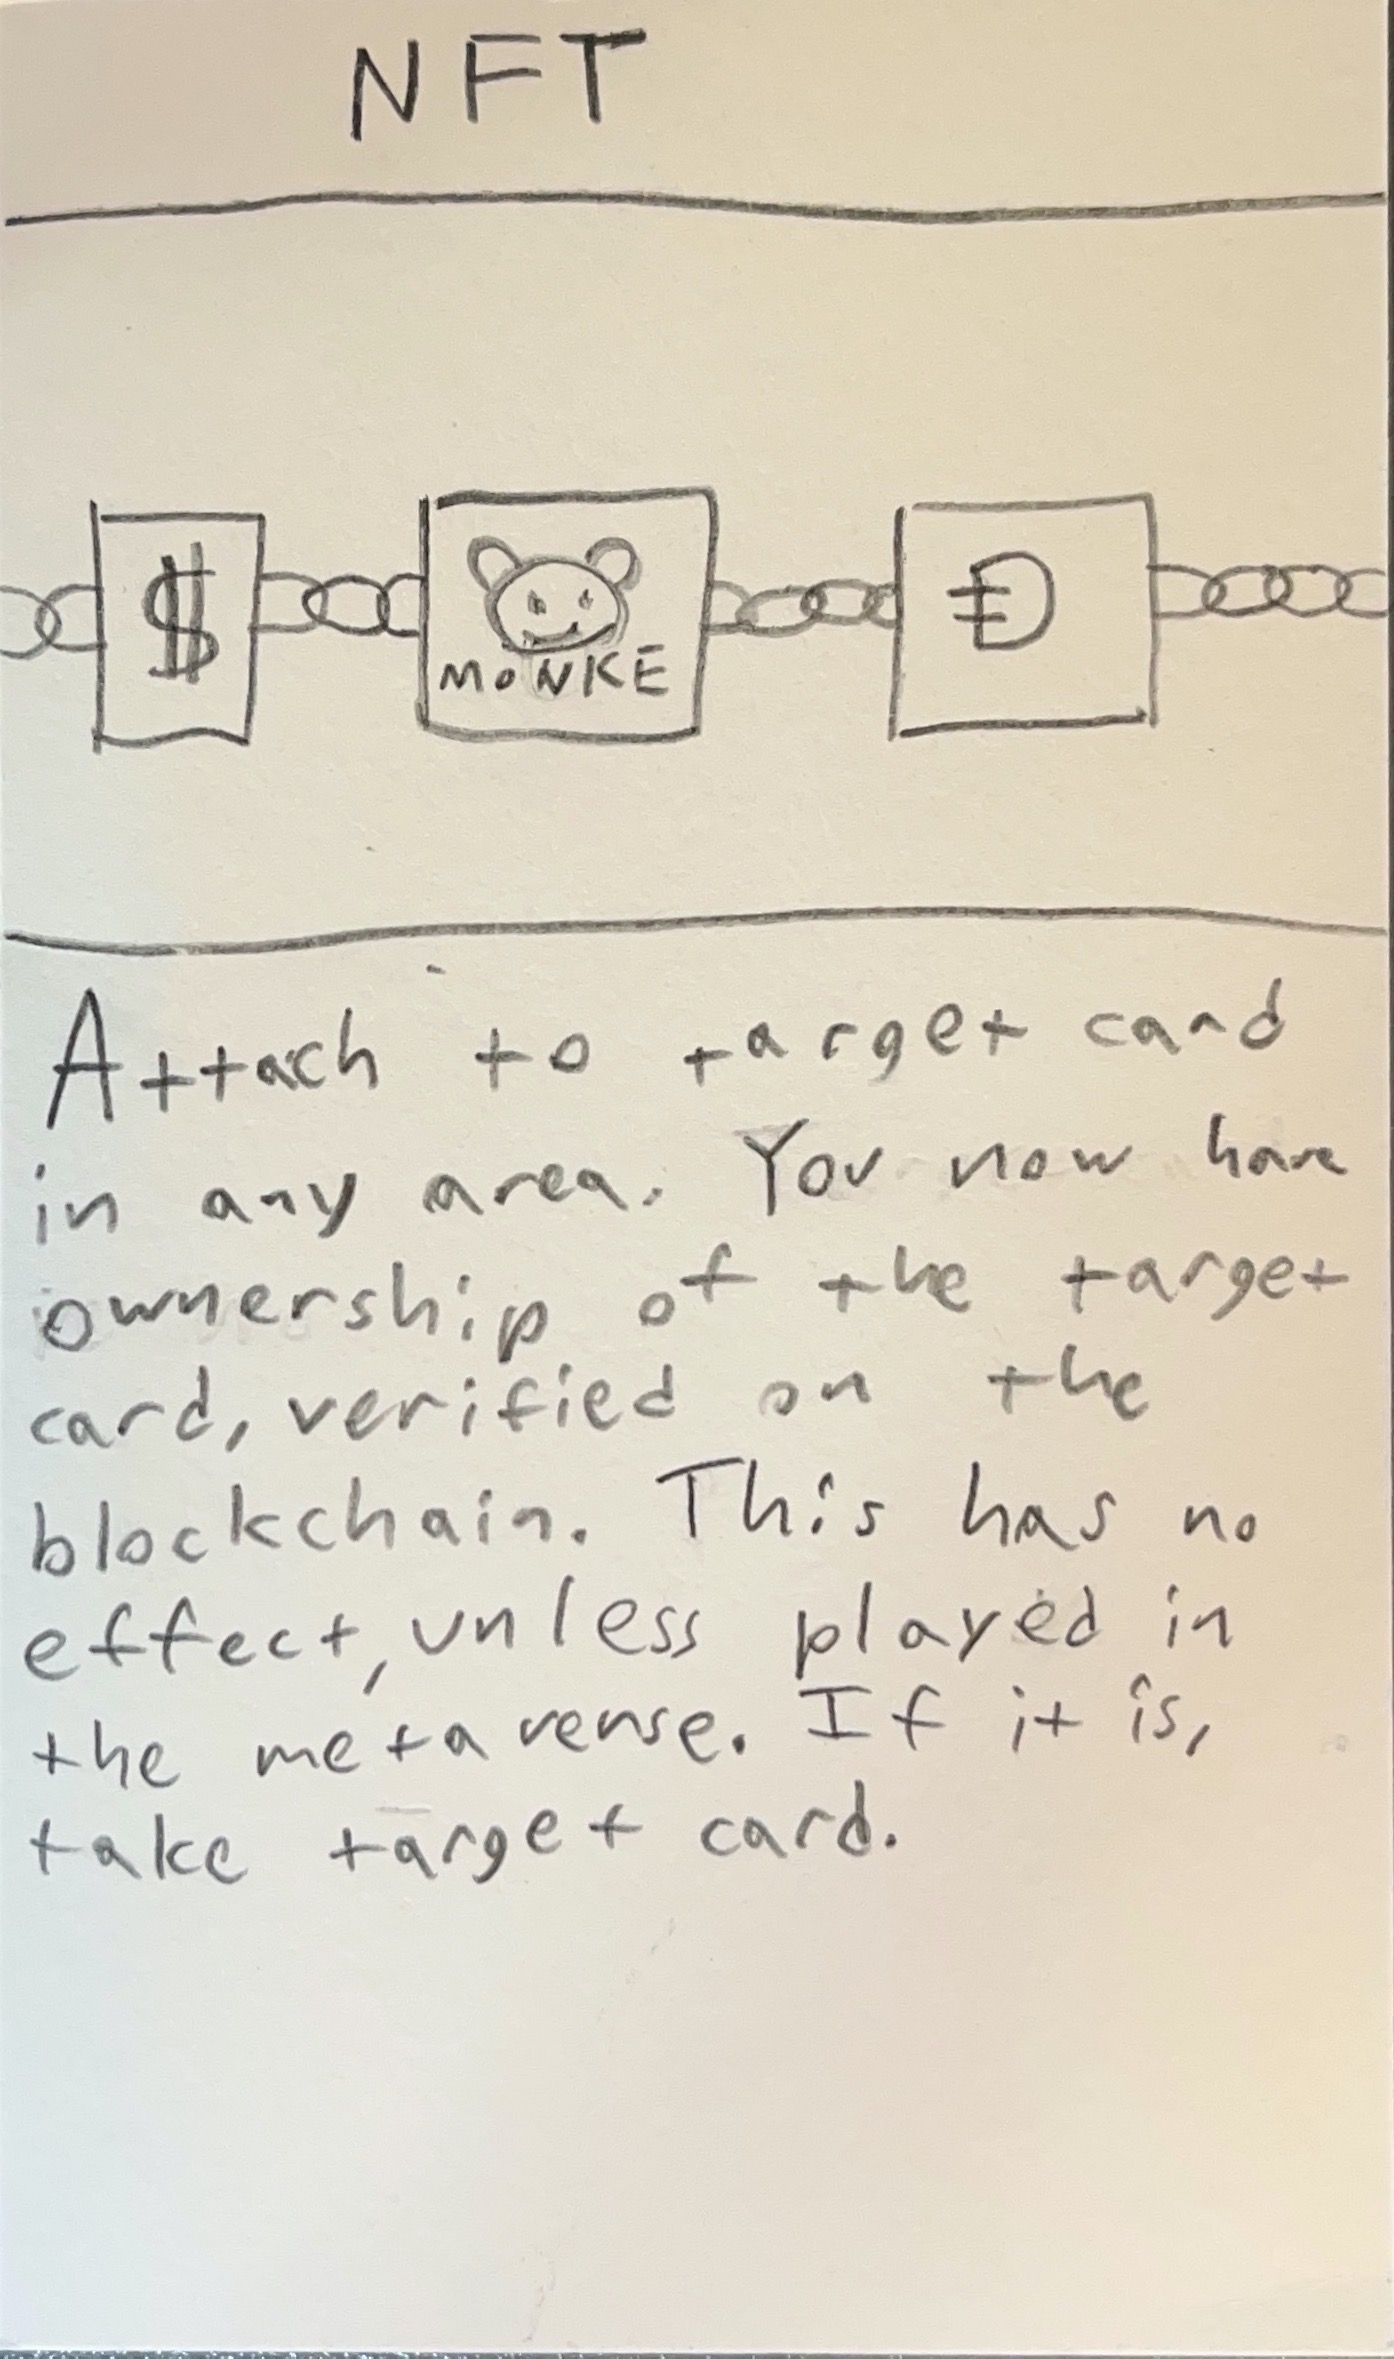 NFT
$
MONKE
Đ
Attach to target card
in any area. You now have
ownership of the target
card, verified on the
blockchain. This has no
effect, unless played in
the metaverse. If it is,
take target card.